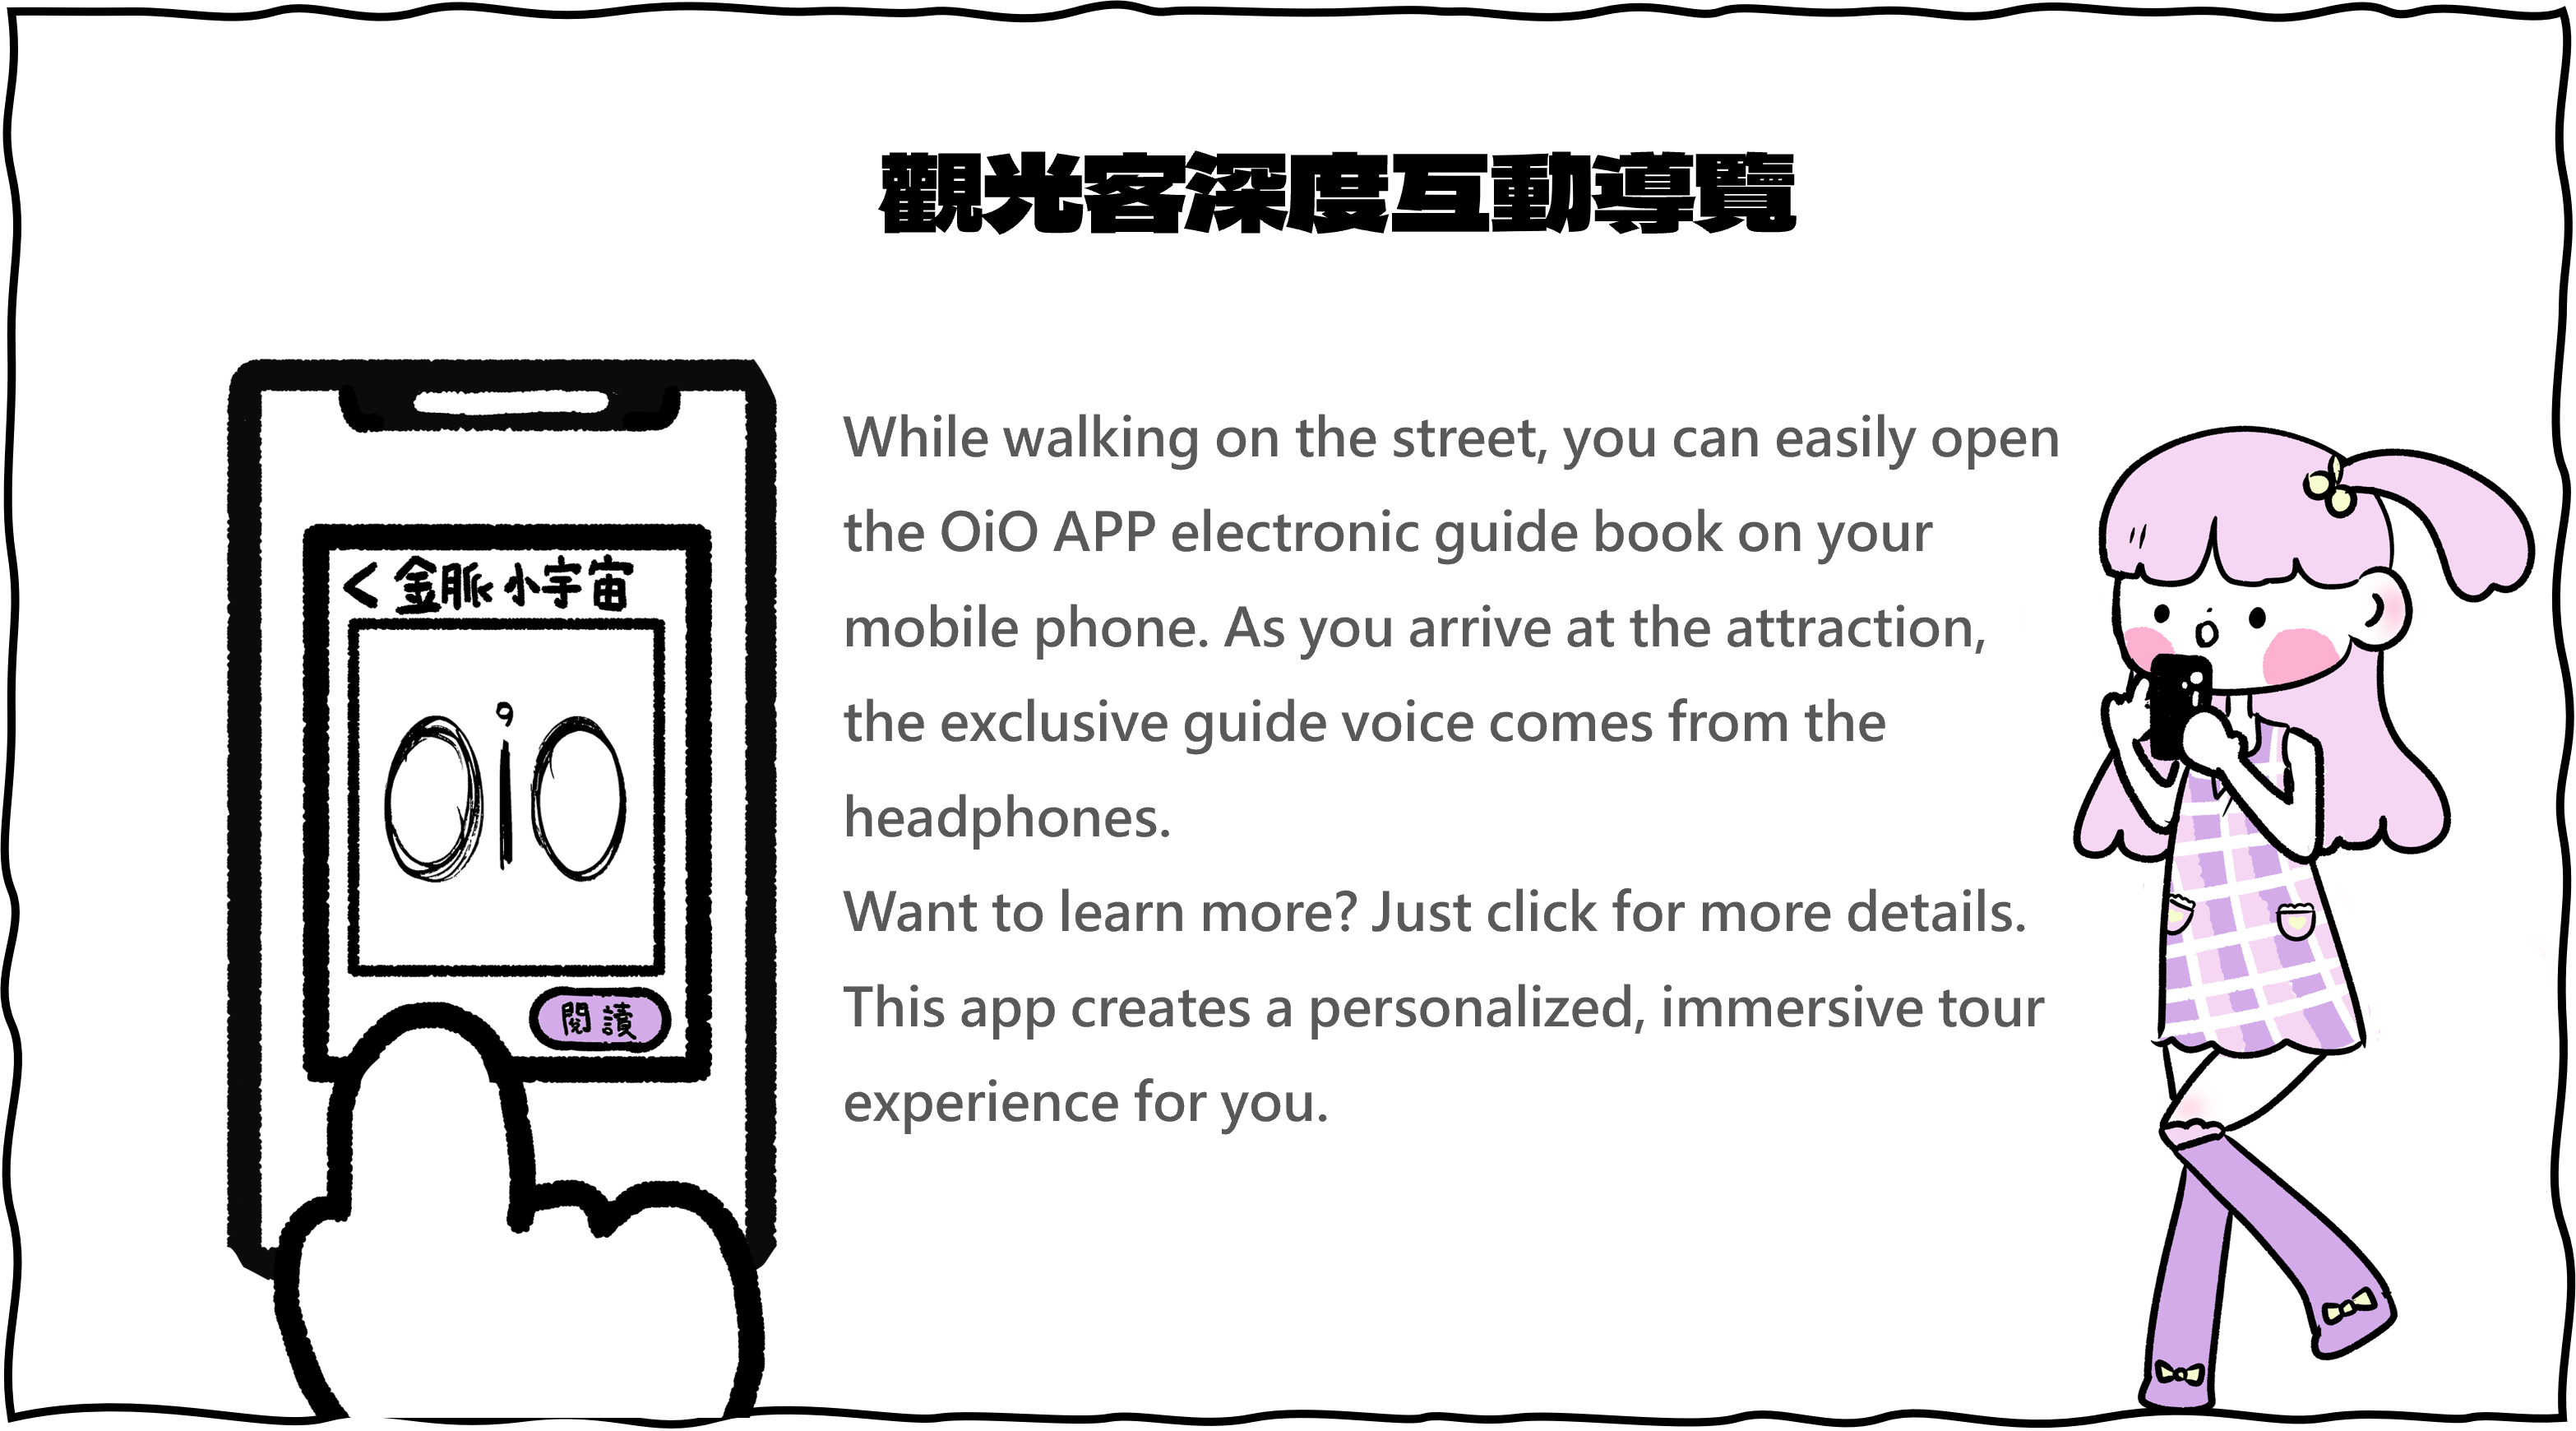 觀光客深度互動導覽
< 金脈小宇宙
OiO
閱讀
While walking on the street, you can easily open
the OiO APP electronic guide book on your
mobile phone. As you arrive at the attraction,
the exclusive guide voice comes from the
headphones.
Want to learn more? Just click for more details.
This app creates a personalized, immersive tour
experience for you.